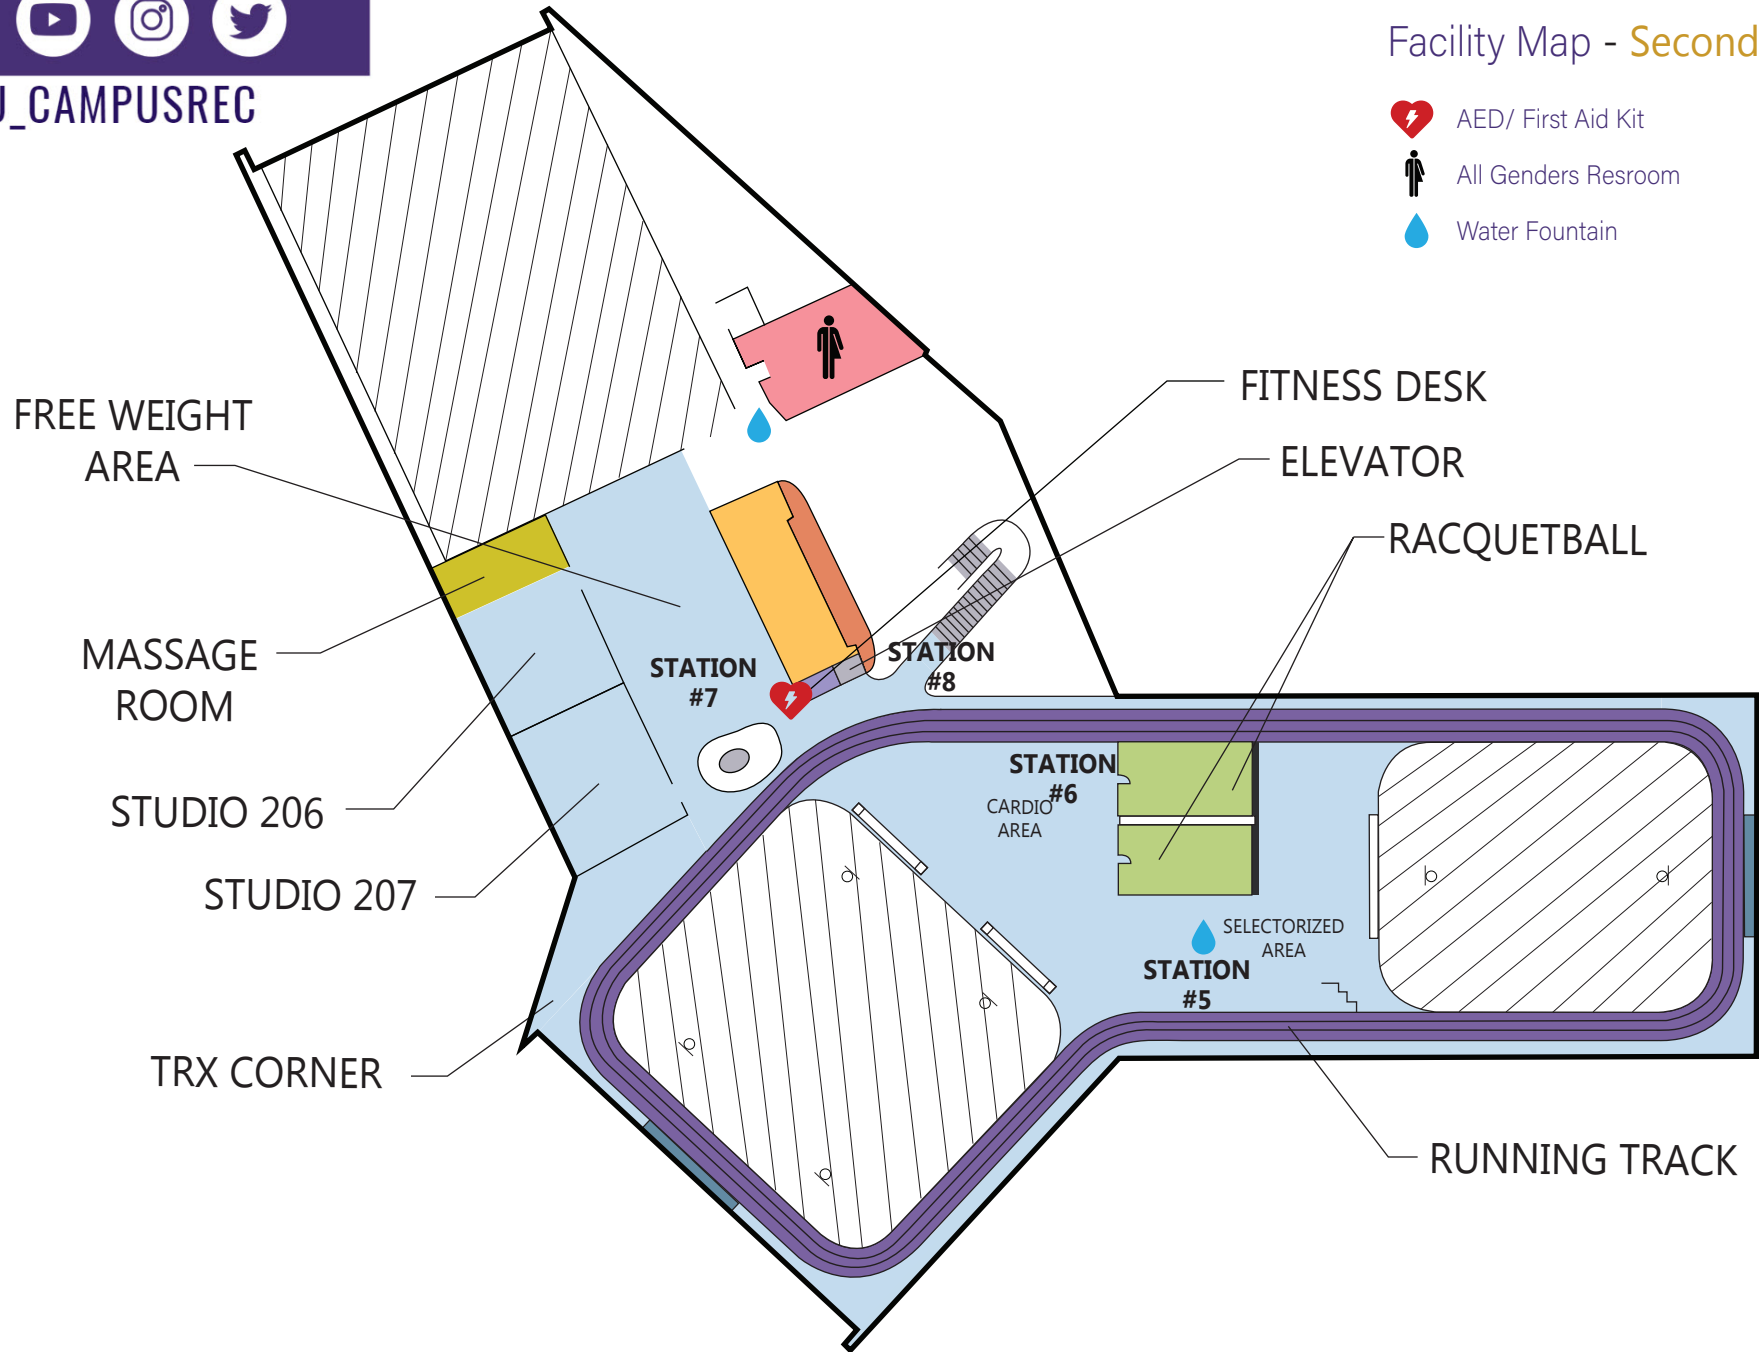 _CAMPUSREC
Facility Map - Second
AED/ First Aid Kit
All Genders Resroom
Water Fountain
FREE WEIGHT
AREA
FITNESS DESK
ELEVATOR
RACQUETBALL
MASSAGE
ROOM
STATION
#7
STATION
#8
STUDIO 206
STATION
#6
CARDIO
AREA
STUDIO 207
SELECTORIZED
AREA
STATION
#5
TRX CORNER
RUNNING TRACK